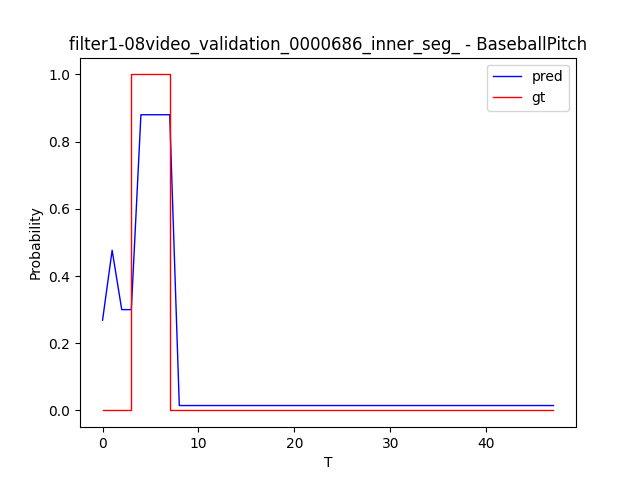 filter1-08video_validation_0000686_inner_seg_ - BaseballPitch
pred
gt
1.0
0.8
0.6
0.4
0.2
0.0
Probability
0
10
20
30
40
T